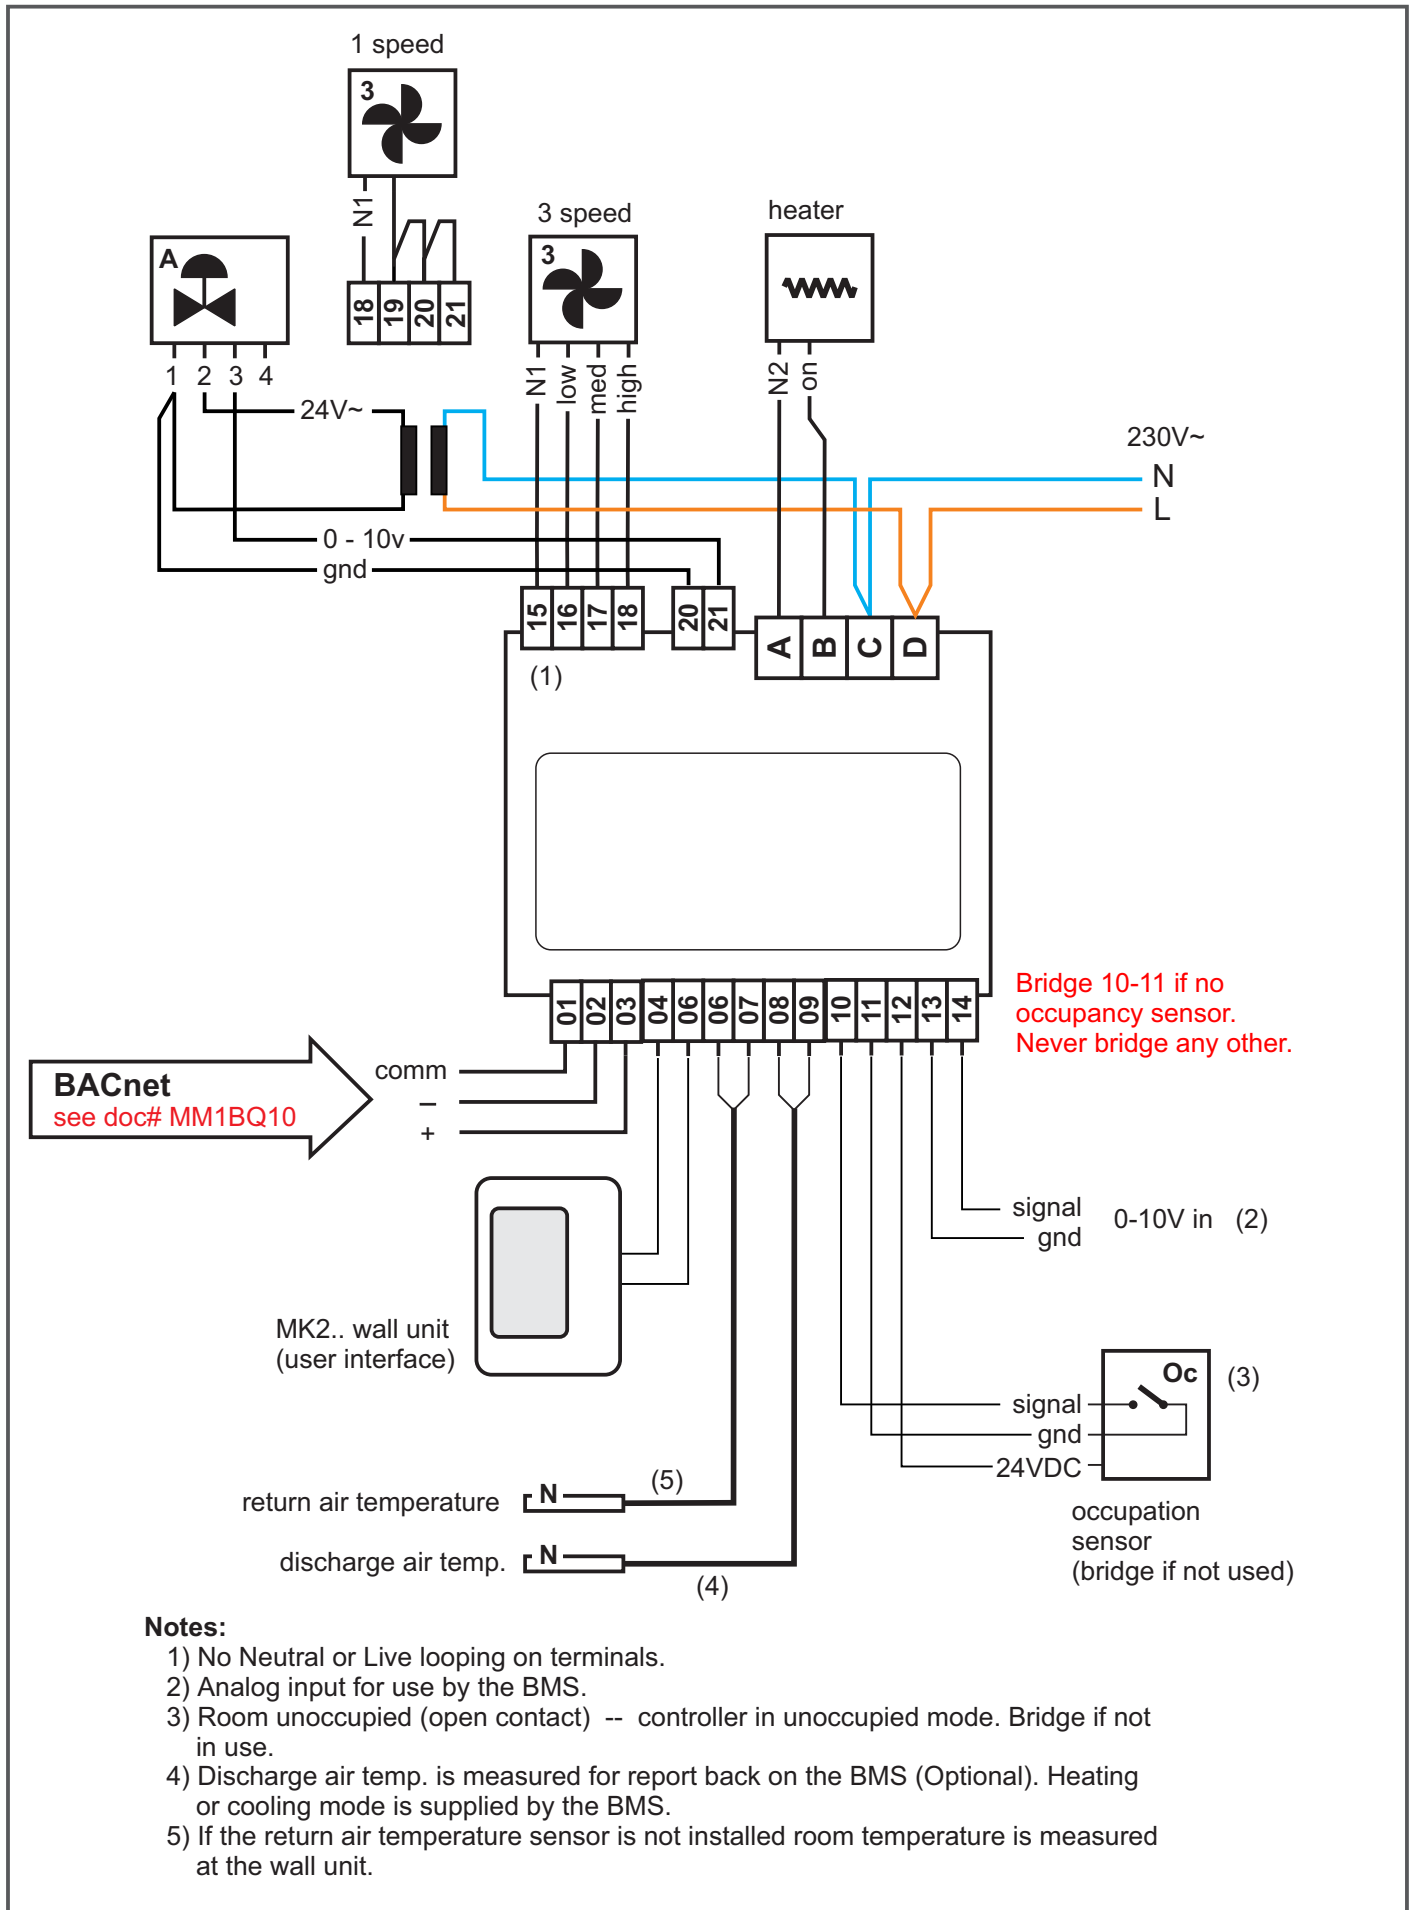 1 speed
3
N1
18 19 20 21
A
1 2 3 4
3 speed
3
N1 low med high
heater
N2 on
24V~
230V~
N
L
0 - 10v
gnd
15 16 17 18
20 21
A B C D
(1)
01 02 03 04 06 06 07 08 09 10 11 12 13 14
Bridge 10-11 if no
occupancy sensor.
Never bridge any other.
BACnet
see doc# MM1BQ10
comm
–
+
signal
gnd
0-10V in (2)
MK2.. wall unit
(user interface)
Oc
(3)
signal
gnd
24VDC
occupation
sensor
(bridge if not used)
return air temperature
N
(5)
discharge air temp.
N
(4)
Notes:
1) No Neutral or Live looping on terminals.
2) Analog input for use by the BMS.
3) Room unoccupied (open contact) -- controller in unoccupied mode. Bridge if not
in use.
4) Discharge air temp. is measured for report back on the BMS (Optional). Heating
or cooling mode is supplied by the BMS.
5) If the return air temperature sensor is not installed room temperature is measured
at the wall unit.